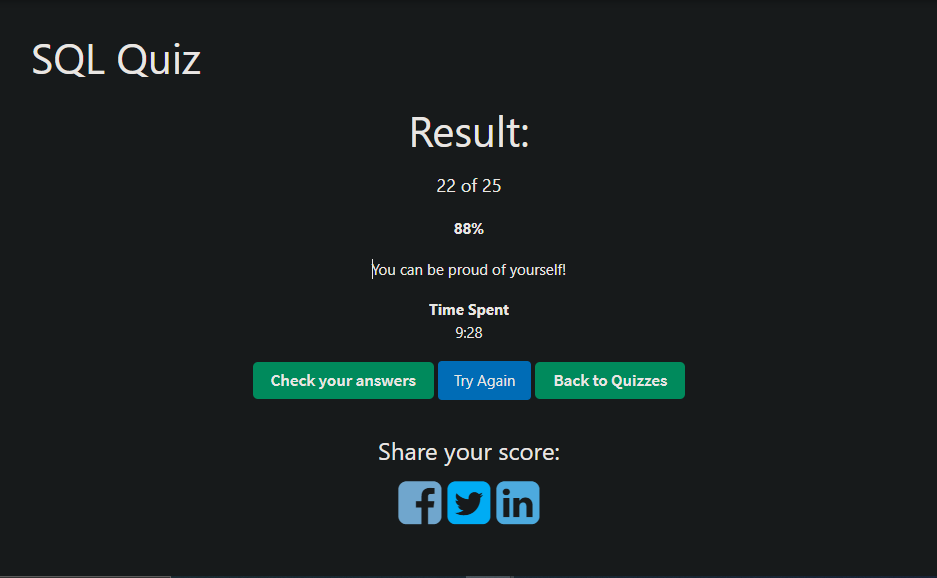 SQL Quiz
Result:
22 of 25
88%
You can be proud of yourself!
Time Spent
9:28
Check your answers
Try Again
Back to Quizzes
Share your score:
f
in